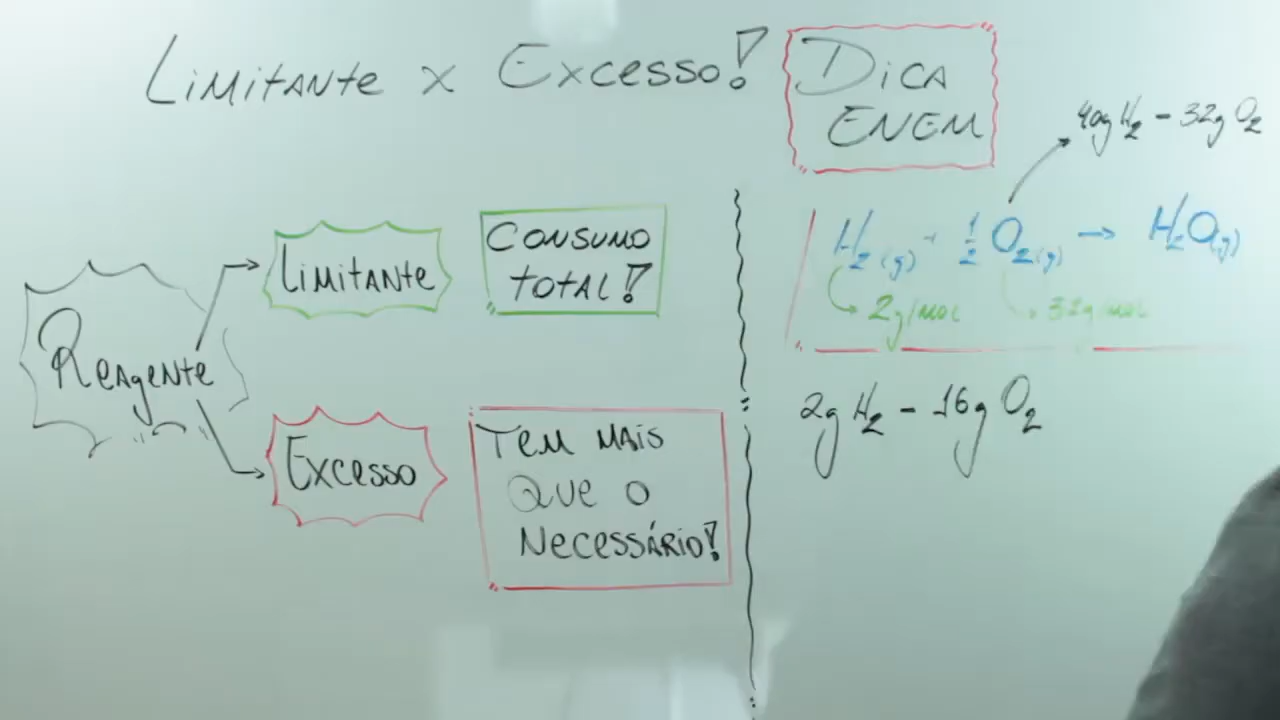 Limitante x Excesso!
Dica
ENEM
40g H2 - 32g O2
Reagente
Limitante
Consumo
total!
Excesso
Tem mais
que o
necessário!
H2(g) + 1/2 O2(g) → H2O(g)
2g/mol
32g/mol
2g H2 - 16g O2